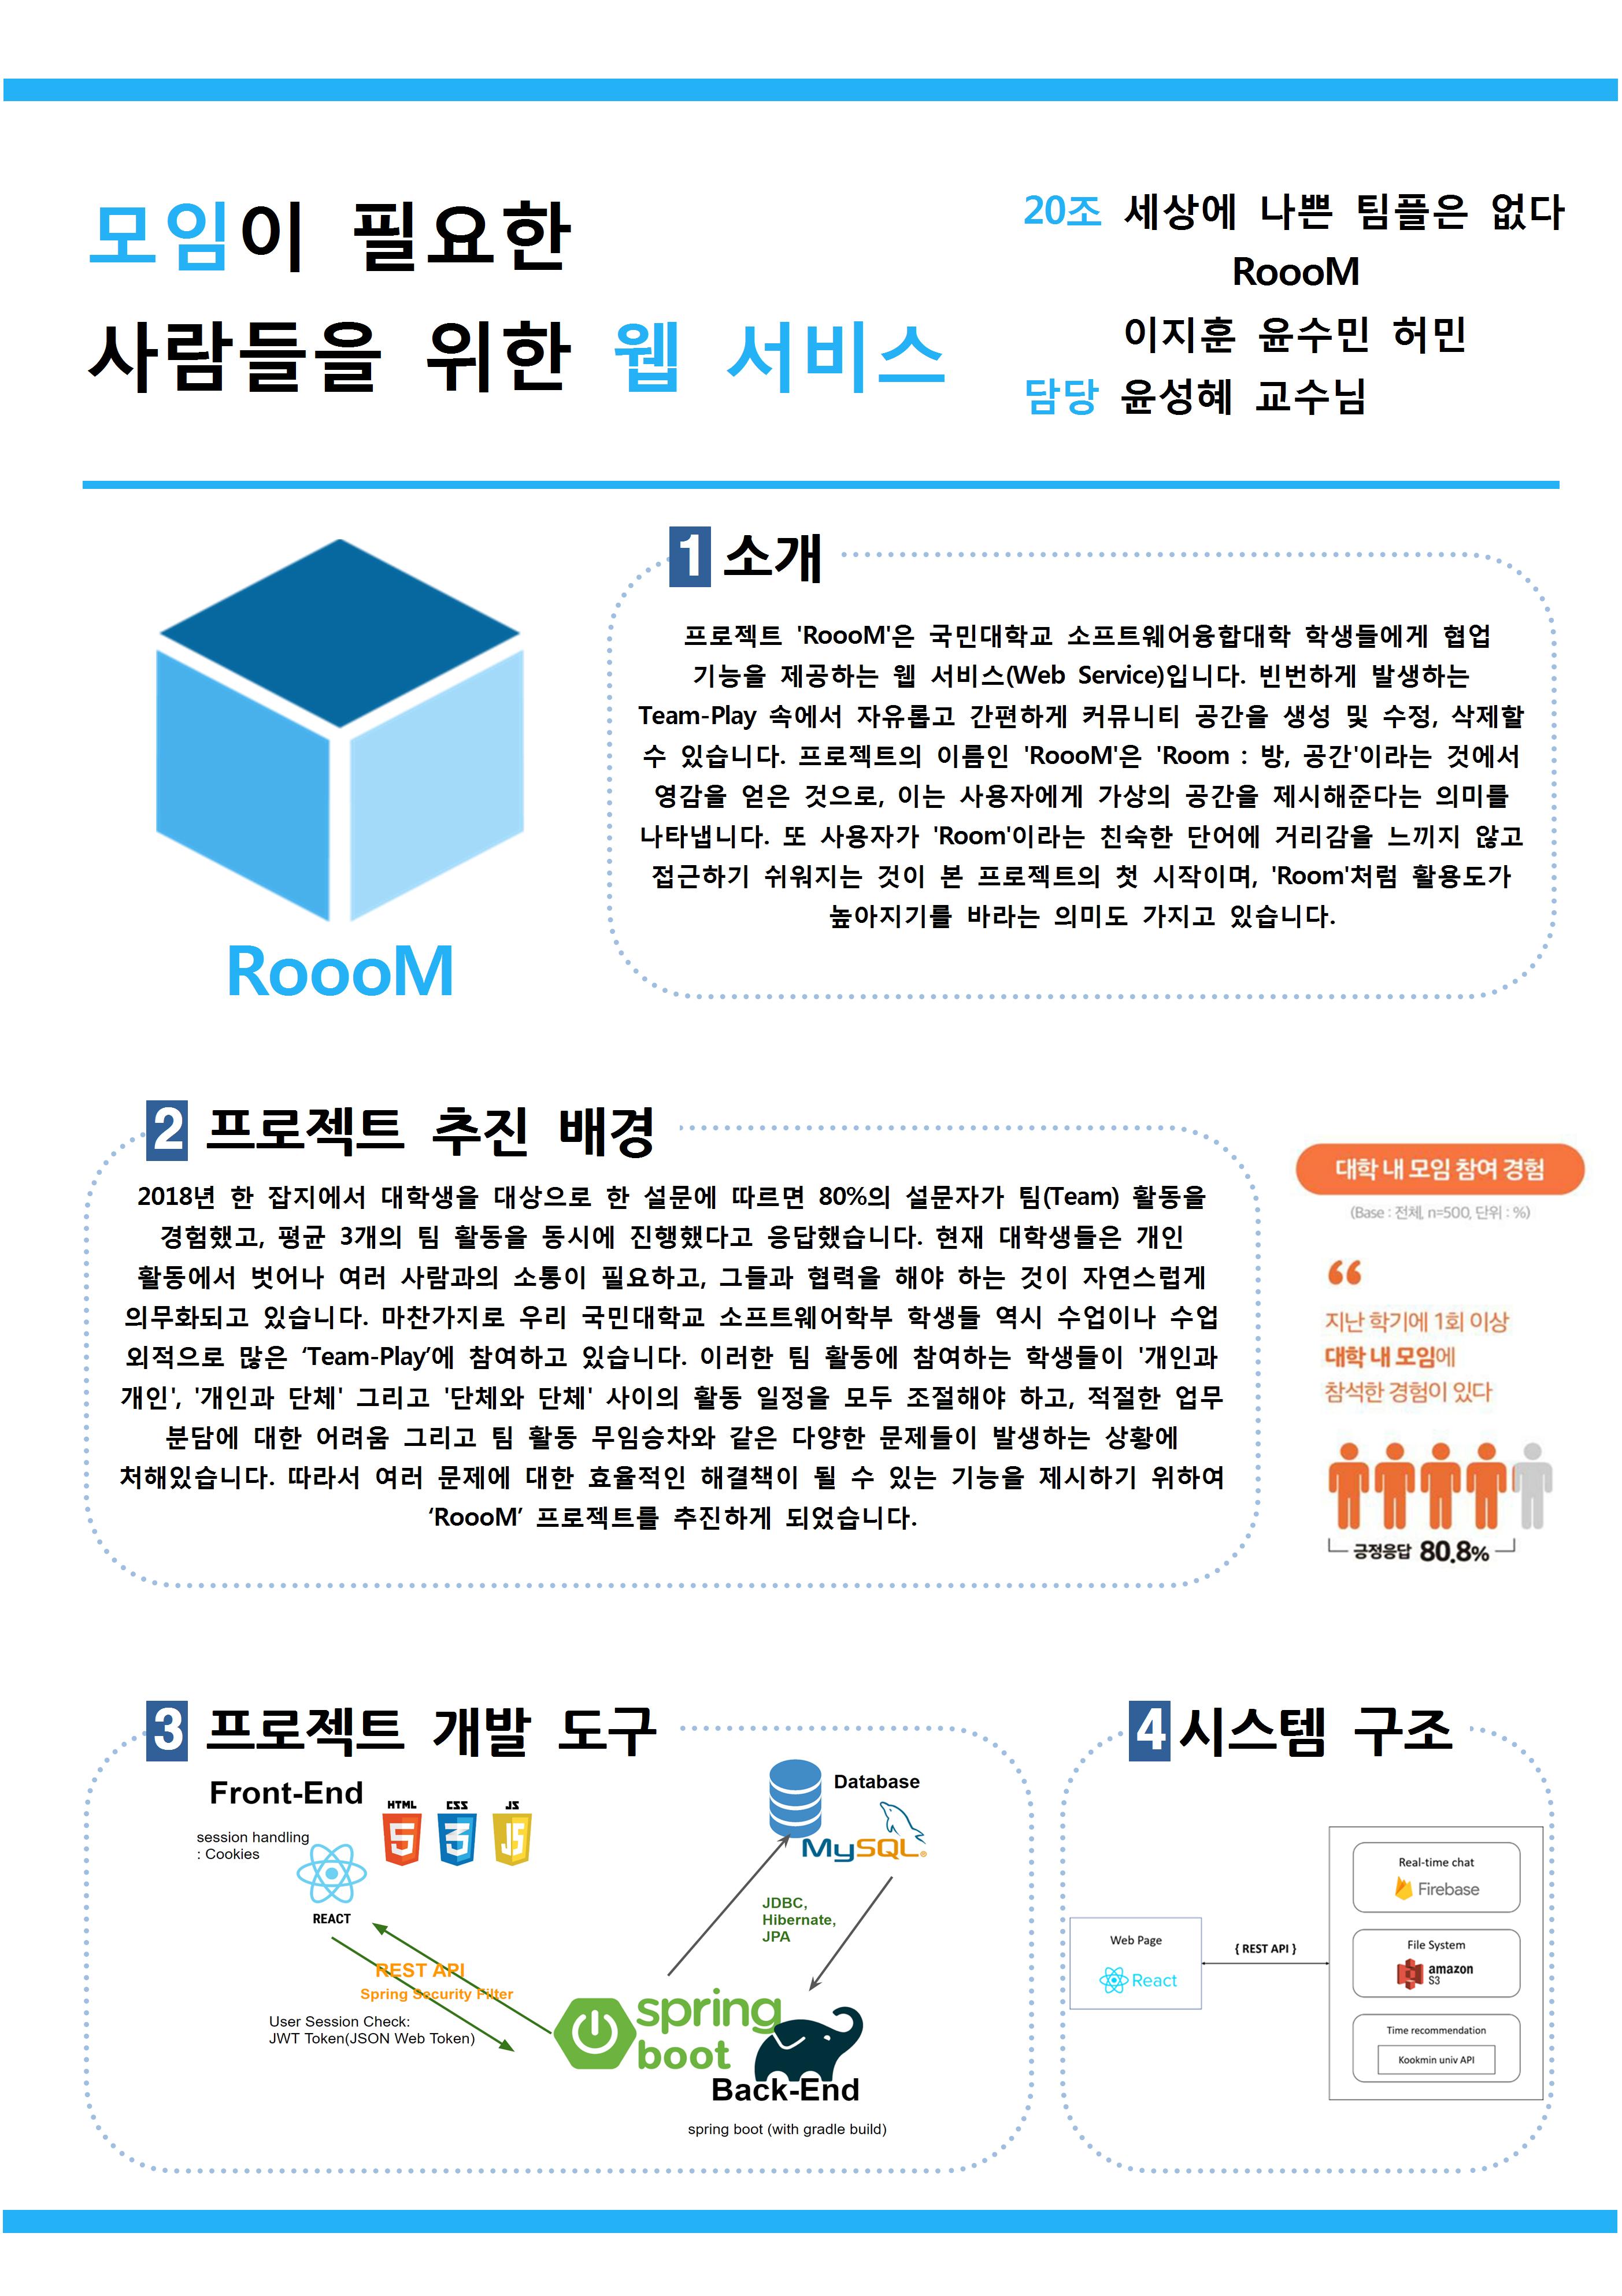 모임이 필요한
사람들을 위한 웹 서비스
20조 세상에 나쁜 팀플은 없다
RoooM
이지훈 윤수민 허민
담당 윤성혜 교수님
RoooM
1 소개
프로젝트 'RoooM'은 국민대학교 소프트웨어융합대학 학생들에게 협업
기능을 제공하는 웹 서비스(Web Service)입니다. 빈번하게 발생하는
Team-Play 속에서 자유롭고 간편하게 커뮤니티 공간을 생성 및 수정, 삭제할
수 있습니다. 프로젝트의 이름인 'RoooM'은 'Room : 방, 공간'이라는 것에서
영감을 얻은 것으로, 이는 사용자에게 가상의 공간을 제시해준다는 의미를
나타냅니다. 또 사용자가 'Room'이라는 친숙한 단어에 거리감을 느끼지 않고
접근하기 쉬워지는 것이 본 프로젝트의 첫 시작이며, 'Room'처럼 활용도가
높아지기를 바라는 의미도 가지고 있습니다.
2 프로젝트 추진 배경
2018년 한 잡지에서 대학생을 대상으로 한 설문에 따르면 80%의 설문자가 팀(Team) 활동을
경험했고, 평균 3개의 팀 활동을 동시에 진행했다고 응답했습니다. 현재 대학생들은 개인
활동에서 벗어나 여러 사람과의 소통이 필요하고, 그들과 협력을 해야 하는 것이 자연스럽게
의무화되고 있습니다. 마찬가지로 우리 국민대학교 소프트웨어학부 학생들 역시 수업이나 수업
외적으로 많은 ‘Team-Play’에 참여하고 있습니다. 이러한 팀 활동에 참여하는 학생들이 '개인과
개인', '개인과 단체' 그리고 '단체와 단체' 사이의 활동 일정을 모두 조절해야 하고, 적절한 업무
분담에 대한 어려움 그리고 팀 활동 무임승차와 같은 다양한 문제들이 발생하는 상황에
처해있습니다. 따라서 여러 문제에 대한 효율적인 해결책이 될 수 있는 기능을 제시하기 위하여
‘RoooM’ 프로젝트를 추진하게 되었습니다.
대학 내 모임 참여 경험
(Base : 전체, n=500, 단위 : %)
“
지난 학기에 1회 이상
대학 내 모임에
참석한 경험이 있다
긍정응답 80.8%
3 프로젝트 개발 도구
Front-End
HTML CSS JS
5 3 JS
session handling
: Cookies
REACT
REST API
Spring Security Filter
User Session Check:
JWT Token(JSON Web Token)
Database
MySQL®
JDBC,
Hibernate,
JPA
spring
boot
Back-End
spring boot (with gradle build)
4 시스템 구조
Web Page
React
{ REST API }
Real-time chat
Firebase
File System
amazon
S3
Time recommendation
Kookmin univ API